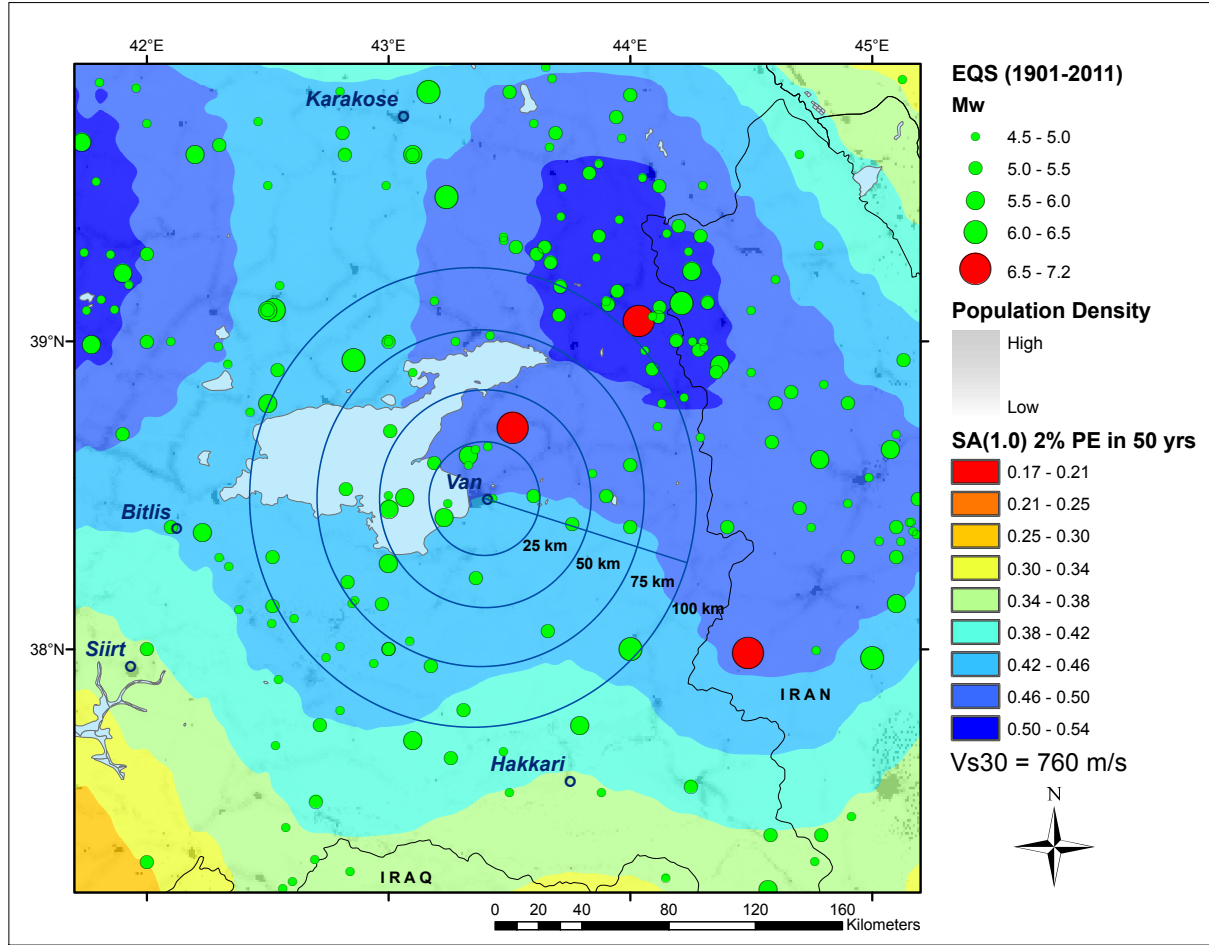 42°E 43°E 44°E 45°E
39°N
38°N
Karakose
Van
Bitlis
Siirt
Hakkari
25 km
50 km
75 km
100 km
IRAN
IRAQ
EQS (1901-2011)
Mw
4.5 - 5.0
5.0 - 5.5
5.5 - 6.0
6.0 - 6.5
6.5 - 7.2
Population Density
High
Low
SA(1.0) 2% PE in 50 yrs
0.17 - 0.21
0.21 - 0.25
0.25 - 0.30
0.30 - 0.34
0.34 - 0.38
0.38 - 0.42
0.42 - 0.46
0.46 - 0.50
0.50 - 0.54
Vs30 = 760 m/s
N
0 20 40 80 120 160
Kilometers
42°E 43°E 44°E 45°E